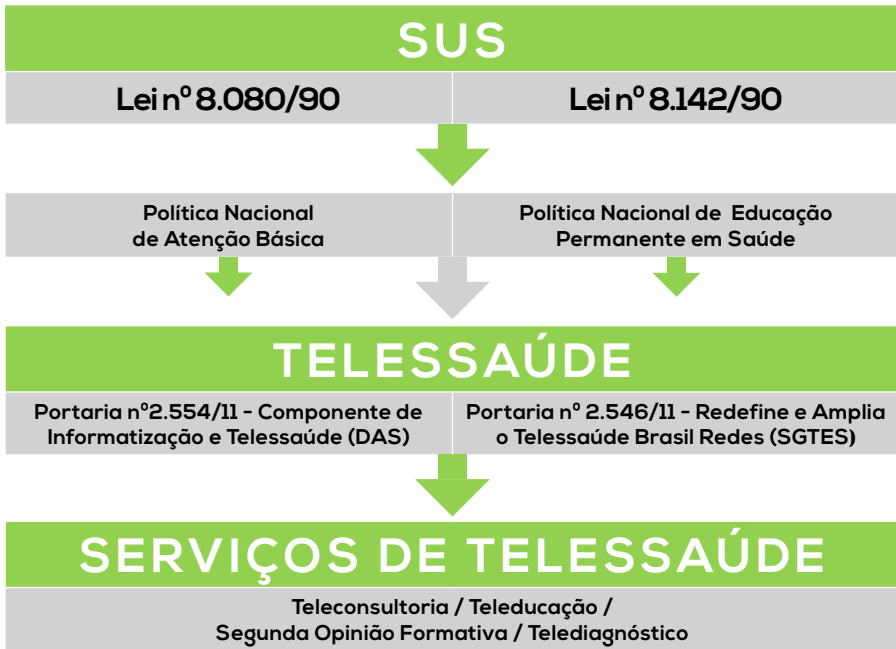 SUS
Lei nº 8.080/90
Lei nº 8.142/90
Política Nacional
de Atenção Básica
Política Nacional de Educação
Permanente em Saúde
TELESSAÚDE
Portaria nº2.554/11 - Componente de
Informatização e Telessaúde (DAS)
Portaria nº 2.546/11 - Redefine e Amplia
o Telessaúde Brasil Redes (SGTES)
SERVIÇOS DE TELESSAÚDE
Teleconsultoria / Teleducação /
Segunda Opinião Formativa / Telediagnóstico